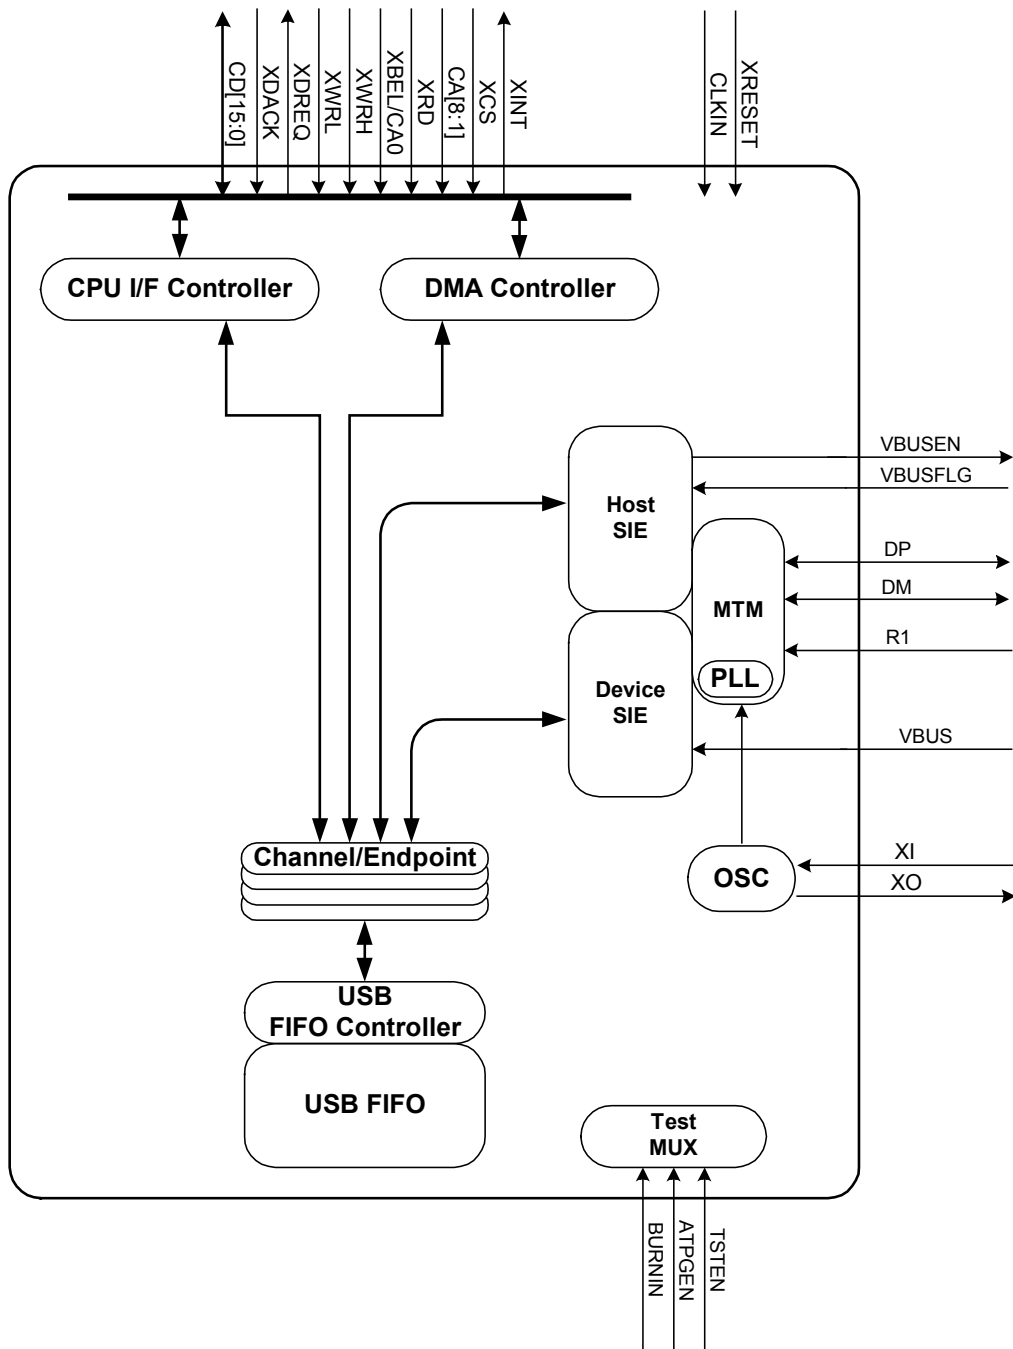 CD[15:0]
XDACK
XDREQ
XWRL
XWRH
XBEL/CA0
XRD
CA[8:1]
XCS
XINT
CLKIN
XRESET
CPU I/F Controller
DMA Controller
VBUSEN
VBUSFLG
Host
SIE
DP
DM
MTM
R1
PLL
Device
SIE
VBUS
Channel/Endpoint
OSC
XI
XO
USB
FIFO Controller
USB FIFO
Test
MUX
BURNIN
ATPGEN
TSTEN